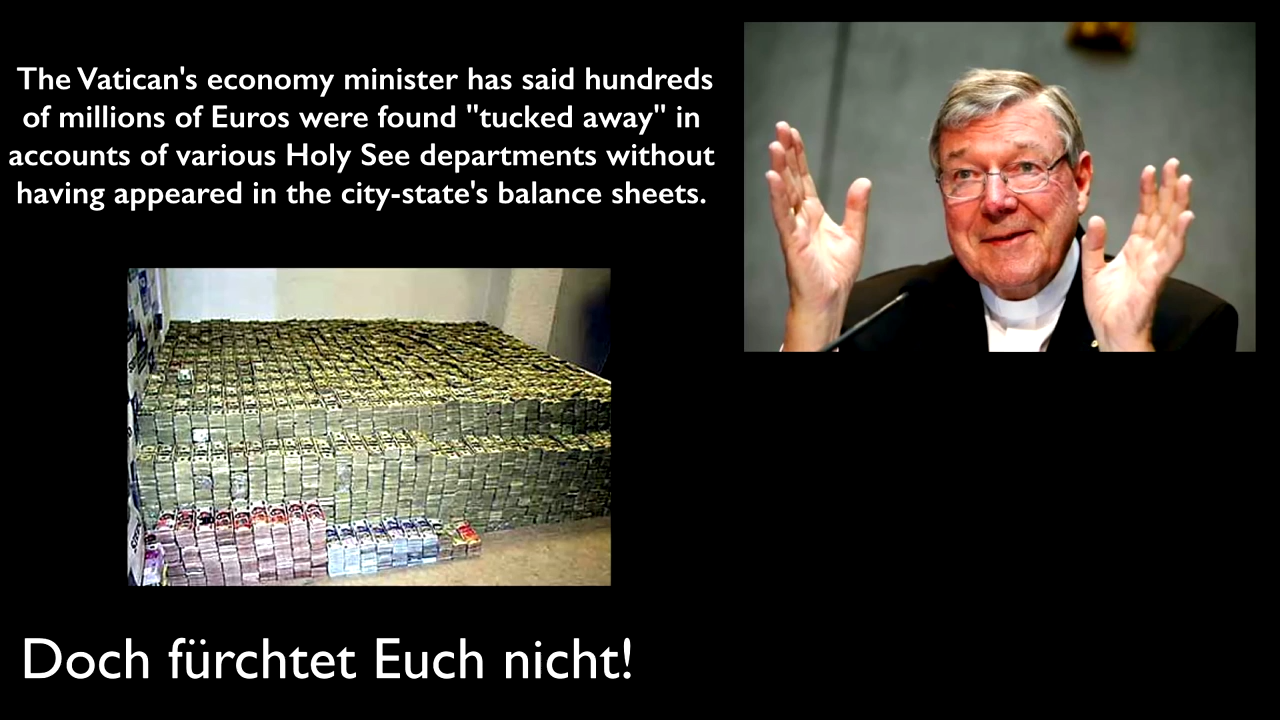 The Vatican's economy minister has said hundreds
of millions of Euros were found "tucked away" in
accounts of various Holy See departments without
having appeared in the city-state's balance sheets.
Doch fürchtet Euch nicht!